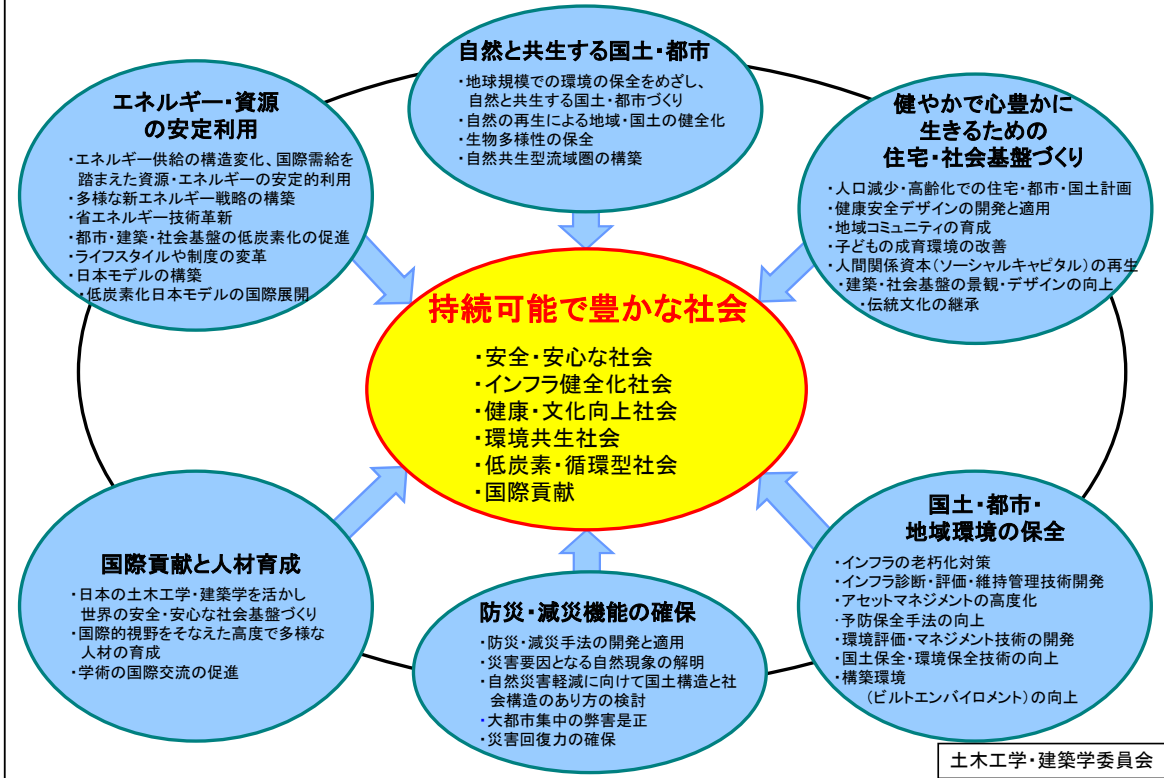 自然と共生する国土・都市
・地球規模での環境の保全をめざし、
自然と共生する国土・都市づくり
・自然の再生による地域・国土の健全化
・生物多様性の保全
・自然共生型流域圏の構築
エネルギー・資源
の安定利用
・エネルギー供給の構造変化、国際需給を
踏まえた資源・エネルギーの安定的利用
・多様な新エネルギー戦略の構築
・省エネルギー技術革新
・都市・建築・社会基盤の低炭素化の促進
・ライフスタイルや制度の変革
・日本モデルの構築
・低炭素化日本モデルの国際展開
健やかで心豊かに
生きるための
住宅・社会基盤づくり
・人口減少・高齢化での住宅・都市・国土計画
・健康安全デザインの開発と適用
・地域コミュニティの育成
・子どもの成育環境の改善
・人間関係資本(ソーシャルキャピタル)の再生
・建築・社会基盤の景観・デザインの向上
・伝統文化の継承
持続可能で豊かな社会
・安全・安心な社会
・インフラ健全化社会
・健康・文化向上社会
・環境共生社会
・低炭素・循環型社会
・国際貢献
国際貢献と人材育成
・日本の土木工学・建築学を活かし
世界の安全・安心な社会基盤づくり
・国際的視野をそなえた高度で多様な
人材の育成
・学術の国際交流の促進
防災・減災機能の確保
・防災・減災手法の開発と適用
・災害要因となる自然現象の解明
・自然災害軽減に向けて国土構造と社
会構造のあり方の検討
・大都市集中の弊害是正
・災害回復力の確保
国土・都市・
地域環境の保全
・インフラの老朽化対策
・インフラ診断・評価・維持管理技術開発
・アセットマネジメントの高度化
・予防保全手法の向上
・環境評価・マネジメント技術の開発
・国土保全・環境保全技術の向上
・構築環境
(ビルトエンバイロメント)の向上
土木工学・建築学委員会